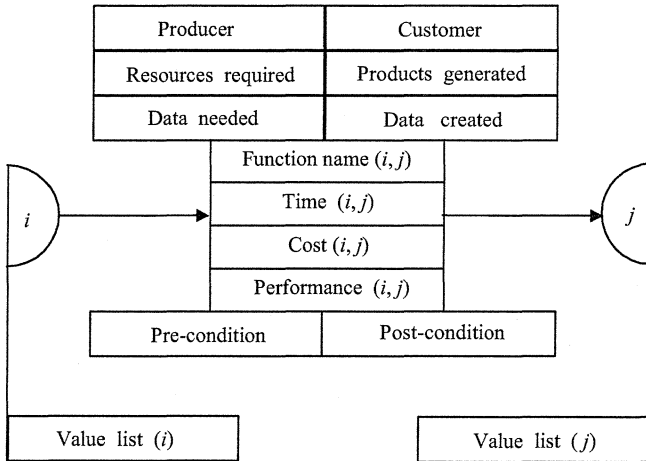 Producer Customer
Resources required Products generated
Data needed Data created
Function name (i, j)
i Time (i, j) j
Cost (i, j)
Performance (i, j)
Pre-condition Post-condition
Value list (i) Value list (j)